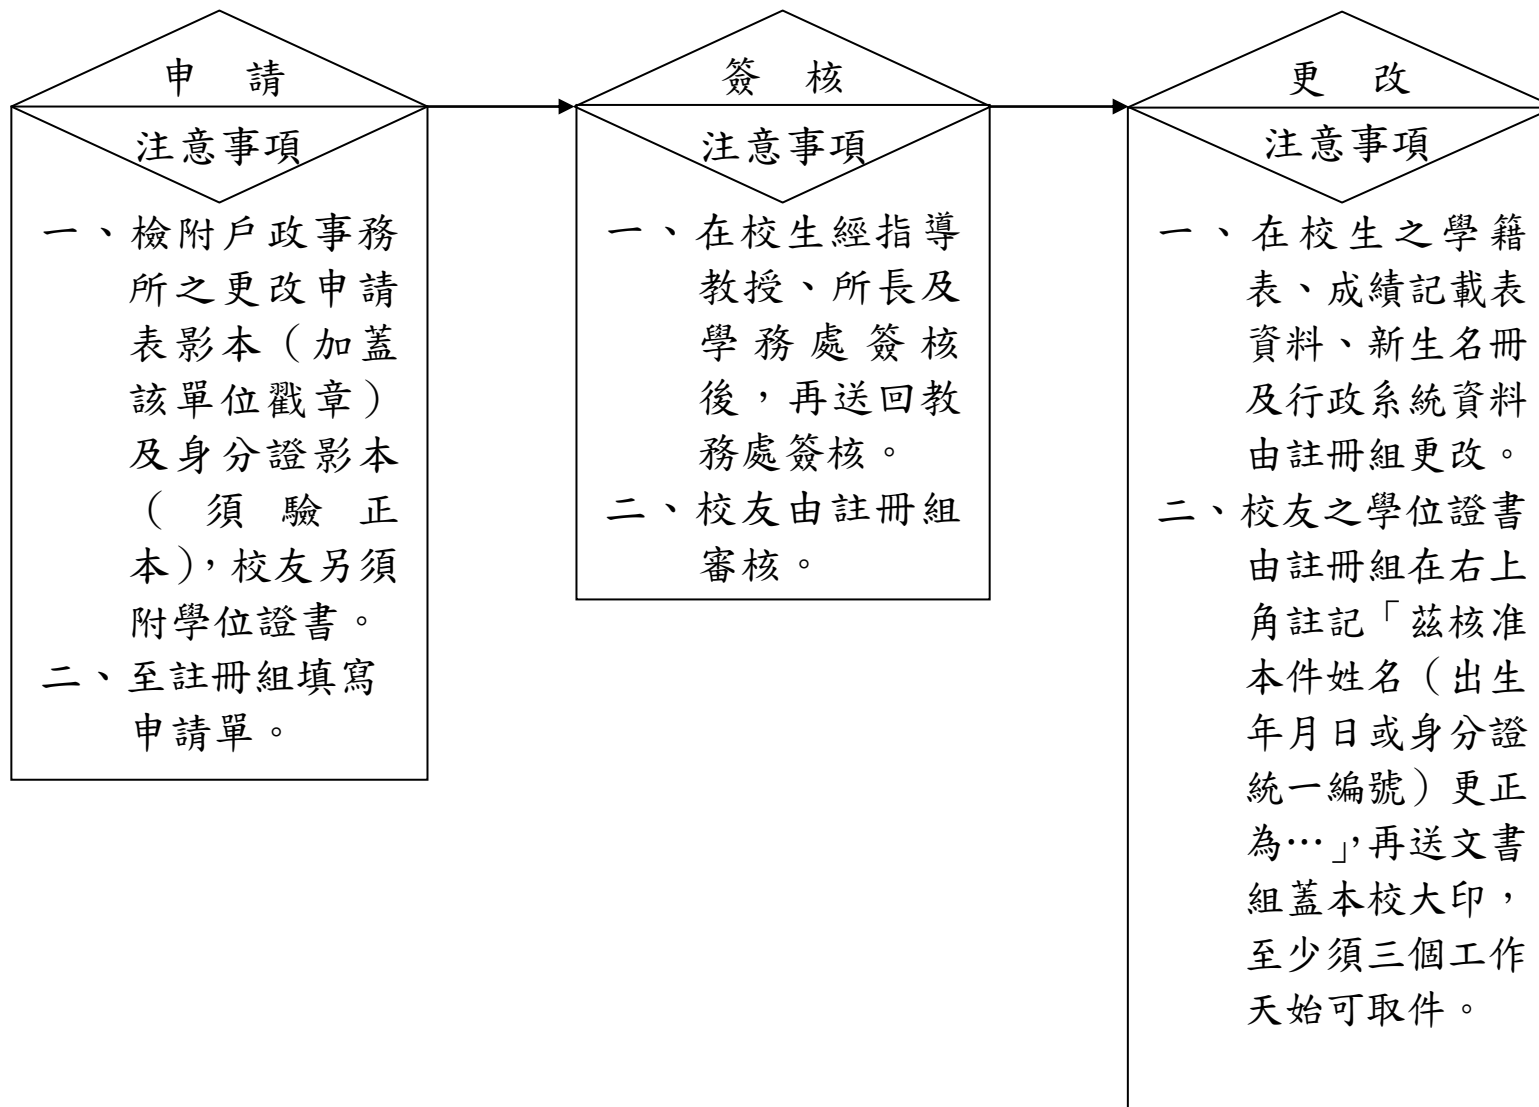 申 請
注意事項
一、檢附戶政事務
所之更改申請
表影本（加蓋
該單位戳章）
及身分證影本
（須驗正
本），校友另須
附學位證書。
二、至註冊組填寫
申請單。
簽 核
注意事項
一、在校生經指導
教授、所長及
學務處簽核
後，再送回教
務處簽核。
二、校友由註冊組
審核。
更 改
注意事項
一、在校生之學籍
表、成績記載表
資料、新生名冊
及行政系統資料
由註冊組更改。
二、校友之學位證書
由註冊組在右上
角註記「茲核准
本件姓名（出生
年月日或身分證
統一編號）更正
為…」，再送文書
組蓋本校大印，
至少須三個工作
天始可取件。